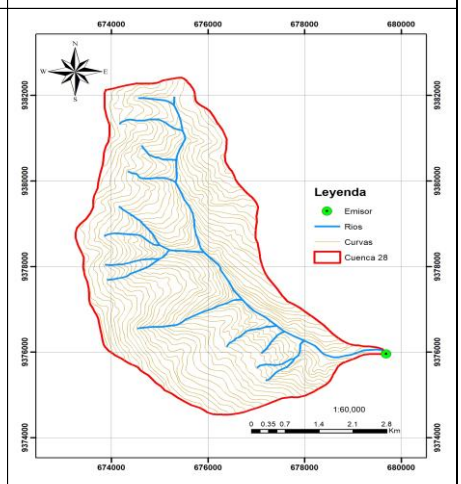 674000 676000 678000 680000
N
W E
S
9382000 9382000
9380000 9380000
9378000 9378000
9376000 9376000
9374000 9374000
Leyenda
Emisor
Rios
Curvas
Cuenca 28
1:60,000
0 0.35 0.7 1.4 2.1 2.8
Km
674000 676000 678000 680000